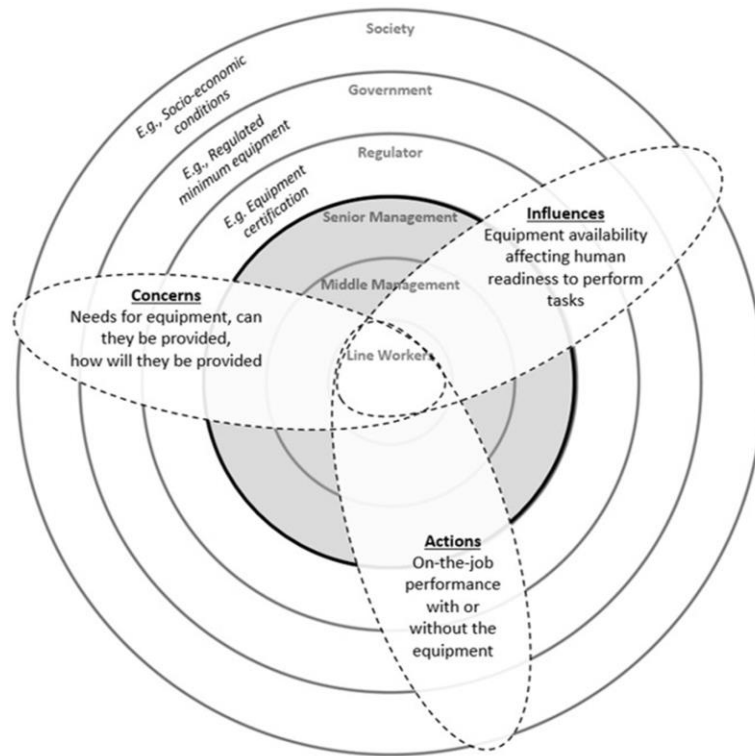 Society
E.g., Socio-economic
conditions
Government
E.g., Regulated
minimum equipment
Regulator
E.g. Equipment
certification
Senior Management
Influences
Equipment availability
affecting human
readiness to perform
tasks
Middle Management
Concerns
Needs for equipment, can
they be provided,
how will they be provided
Line Workers
Actions
On-the-job
performance
with or
without the
equipment